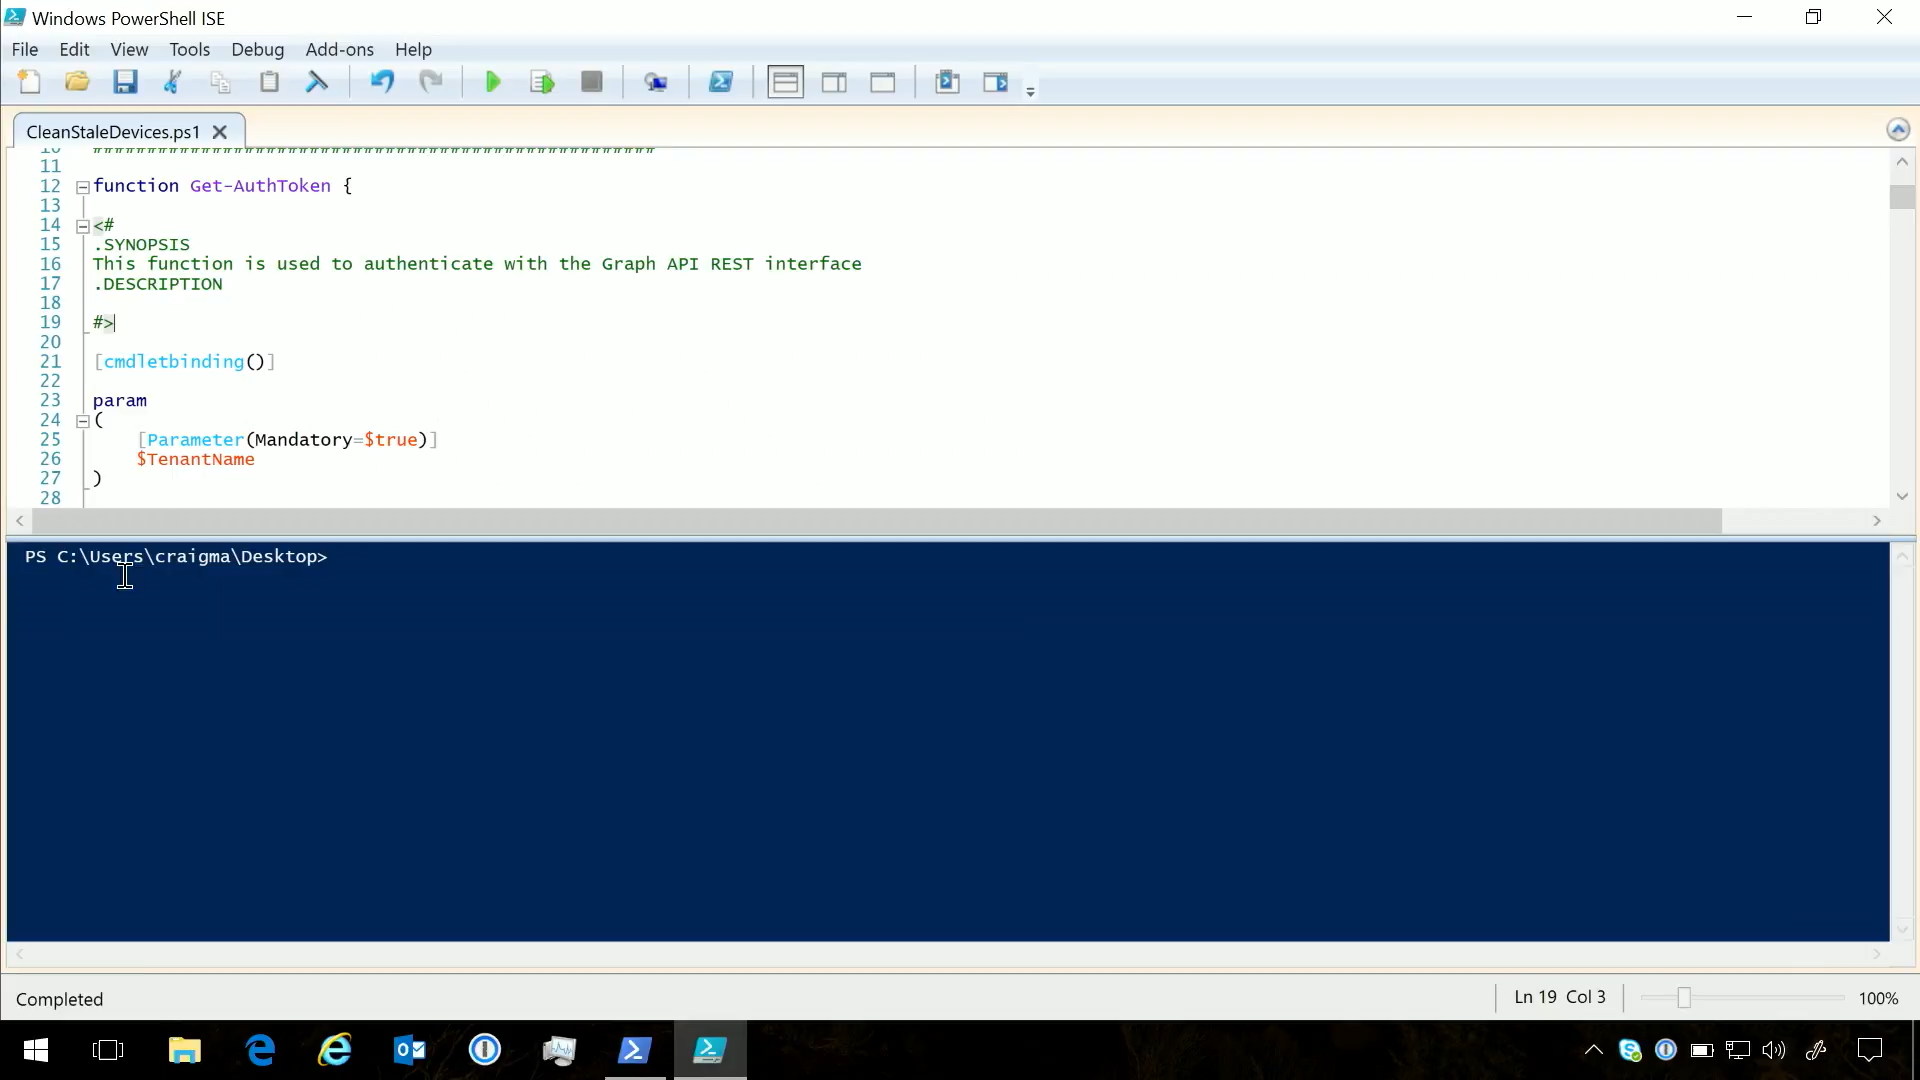 Windows PowerShell ISE
File Edit View Tools Debug Add-ons Help
CleanStaleDevices.ps1
10 ####################################################
11
12 function Get-AuthToken {
13
14 <#
15 .SYNOPSIS
16 This function is used to authenticate with the Graph API REST interface
17 .DESCRIPTION
18
19 #>
20
21 [cmdletbinding()]
22
23 param
24 (
25 [Parameter(Mandatory=$true)]
26 $TenantName
27 )
28
PS C:\Users\craigma\Desktop>
Completed
Ln 19 Col 3
100%